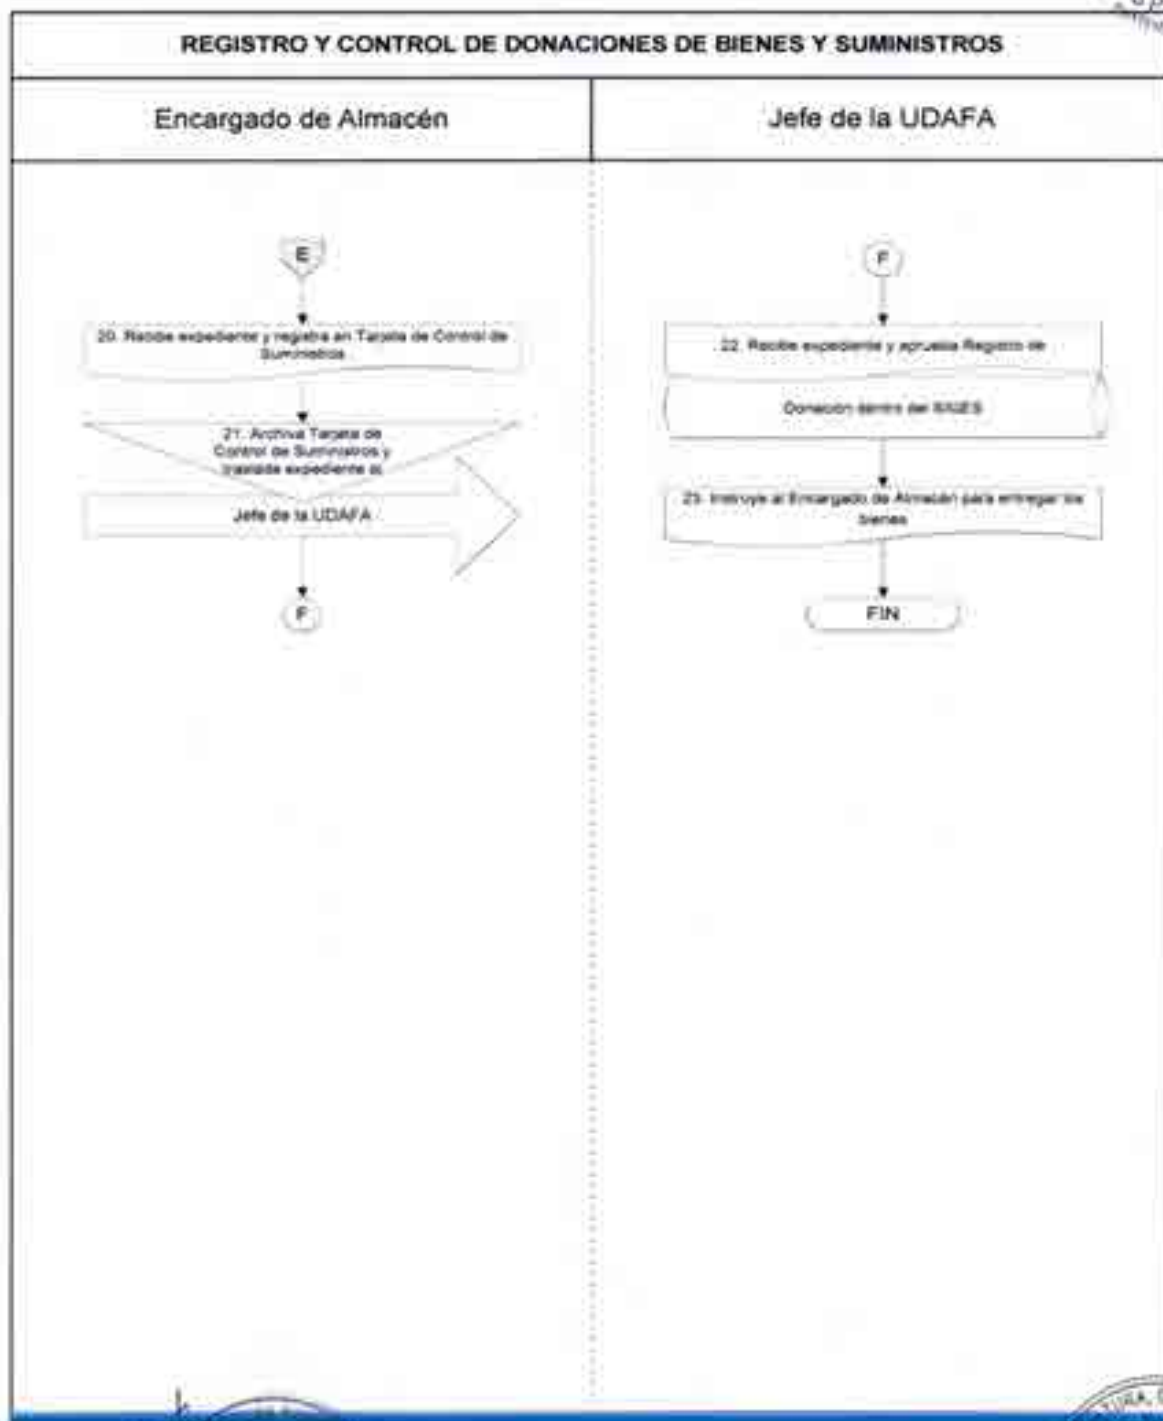 REGISTRO Y CONTROL DE DONACIONES DE BIENES Y SUMINISTROS
Encargado de Almacén
Jefe de la UDAFA
E
20. Recibe expediente y registra en Tarjeta de Control de
Suministros
21. Archiva Tarjeta de
Control de Suministros y
traslada expediente al
Jefe de la UDAFA
F
F
22. Recibe expediente y aprueba Registro de
Donación dentro del
23. Instruye al Encargado de Almacén para entregar los
bienes
FIN